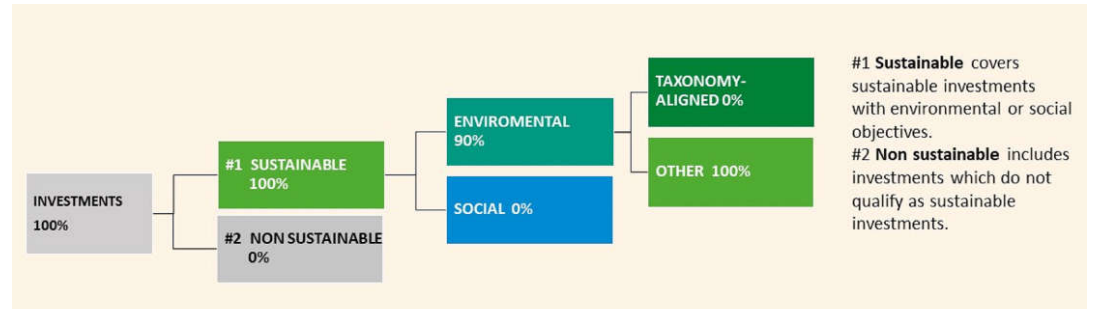 INVESTMENTS
100%
#1 SUSTAINABLE
100%
#2 NON SUSTAINABLE
0%
ENVIROMENTAL
90%
SOCIAL 0%
TAXONOMY-
ALIGNED 0%
OTHER 100%
#1 Sustainable covers
sustainable investments
with environmental or social
objectives.
#2 Non sustainable includes
investments which do not
qualify as sustainable
investments.